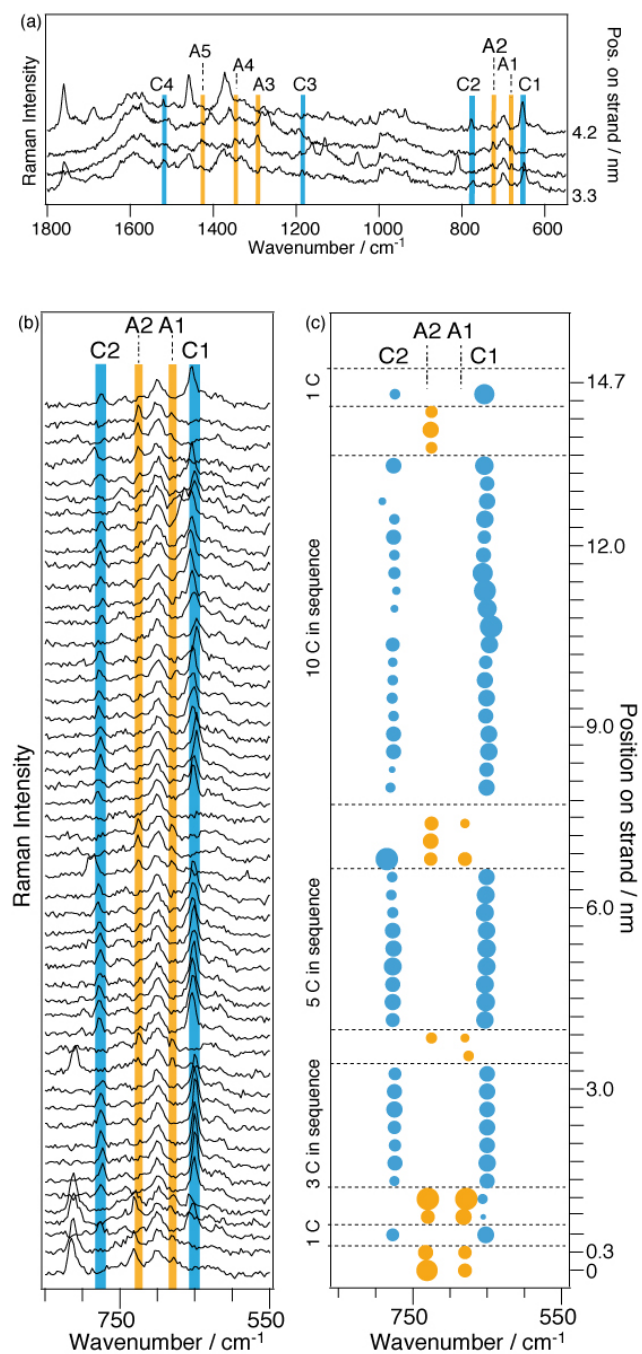 (a)
A5
A4
C4
A3
C3
A2
A1
C2
C1
Pos. on strand / nm
Raman Intensity
4.2
3.3
1800
1600
1400
1200
1000
800
600
Wavenumber / cm-1
(b)
A2 A1
C2
C1
Raman Intensity
750
550
Wavenumber / cm-1
(c)
A2 A1
C2
C1
1 C
10 C in sequence
5 C in sequence
3 C in sequence
1 C
14.7
12.0
9.0
6.0
3.0
0.3
0
Position on strand / nm
750
550
Wavenumber / cm-1